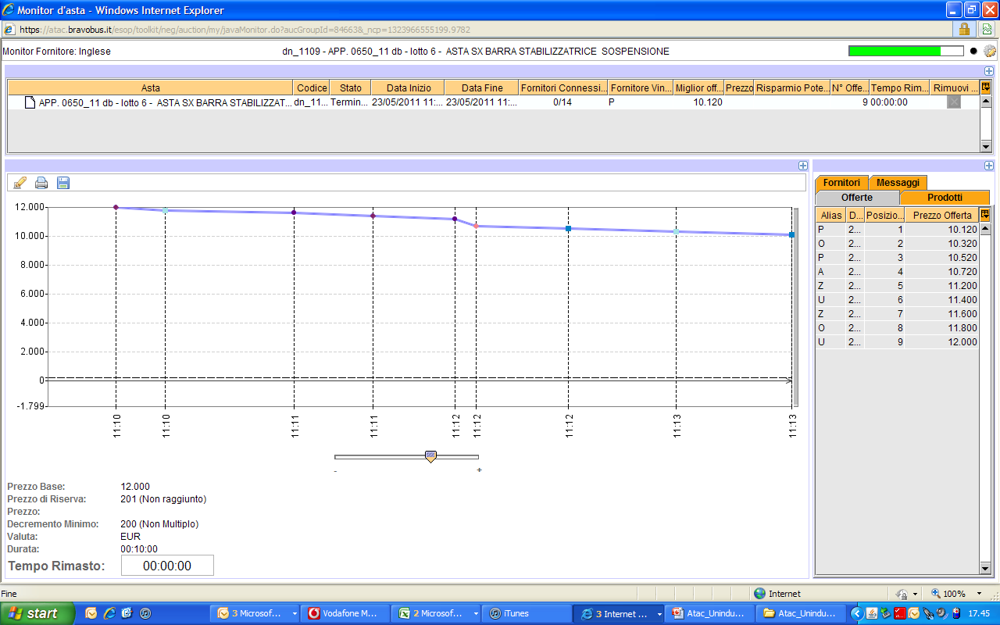 Monitor d'asta - Windows Internet Explorer
https://atac.bravobus.it/esop/toolkit/neg/auction/my/javaMonitor.do?aucGroupId=84663&_ncp=1323966555199.9782
Monitor Fornitore: Inglese dn_1109 - APP. 0650_11 db - lotto 6 - ASTA SX BARRA STABILIZZATRICE SOSPENSIONE
Asta Codice Stato Data Inizio Data Fine Fornitori Connessi... Fornitore Vin... Miglior off... Prezzo Risparmio Pote... N° Offe... Tempo Rim... Rimuovi ...
APP. 0650_11 db - lotto 6 - ASTA SX BARRA STABILIZZAT... dn_11... Termin... 23/05/2011 11:... 23/05/2011 11:... 0/14 P 10.120 9 00:00:00
Fornitori Messaggi
Offerte Prodotti
Alias D... Posizio... Prezzo Offerta
P 2... 1 10.120
O 2... 2 10.320
P 2... 3 10.520
A 2... 4 10.720
Z 2... 5 11.200
U 2... 6 11.400
Z 2... 7 11.600
O 2... 8 11.800
U 2... 9 12.000
12.000
10.000
8.000
6.000
4.000
2.000
0
-1.799
11:10 11:10 11:11 11:11 11:12 11:12 11:12 11:13 11:13
- +
Prezzo Base: 12.000
Prezzo di Riserva: 201 (Non raggiunto)
Prezzo:
Decremento Minimo: 200 (Non Multiplo)
Valuta: EUR
Durata: 00:10:00
Tempo Rimasto: 00:00:00
Fine Internet 100%
start 3 Microsof... Vodafone M... 2 Microsoft... iTunes 3 Internet ... Atac_Unindu... Atac_Unindu... 17.45